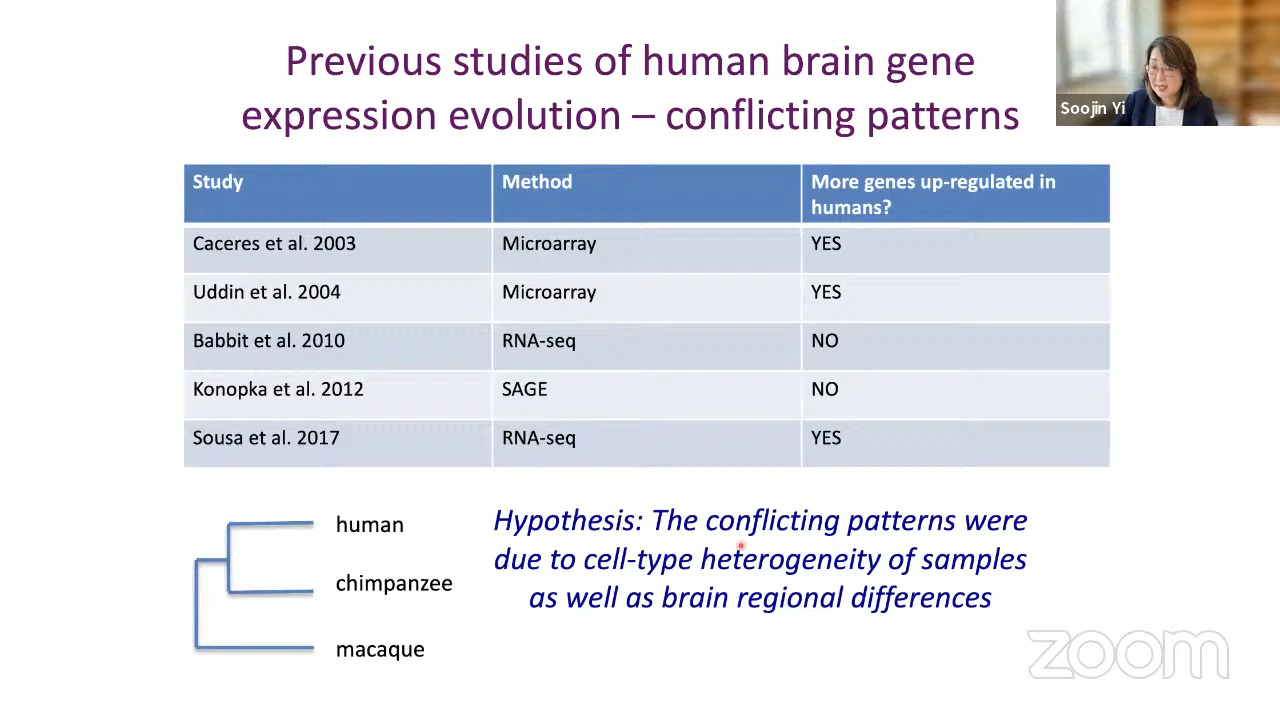 Previous studies of human brain gene
expression evolution – conflicting patterns
Soojin Yi
Study Method More genes up-regulated in
humans?
Caceres et al. 2003 Microarray YES
Uddin et al. 2004 Microarray YES
Babbit et al. 2010 RNA-seq NO
Konopka et al. 2012 SAGE NO
Sousa et al. 2017 RNA-seq YES
human
chimpanzee
macaque
Hypothesis: The conflicting patterns were
due to cell-type heterogeneity of samples
as well as brain regional differences
zoom